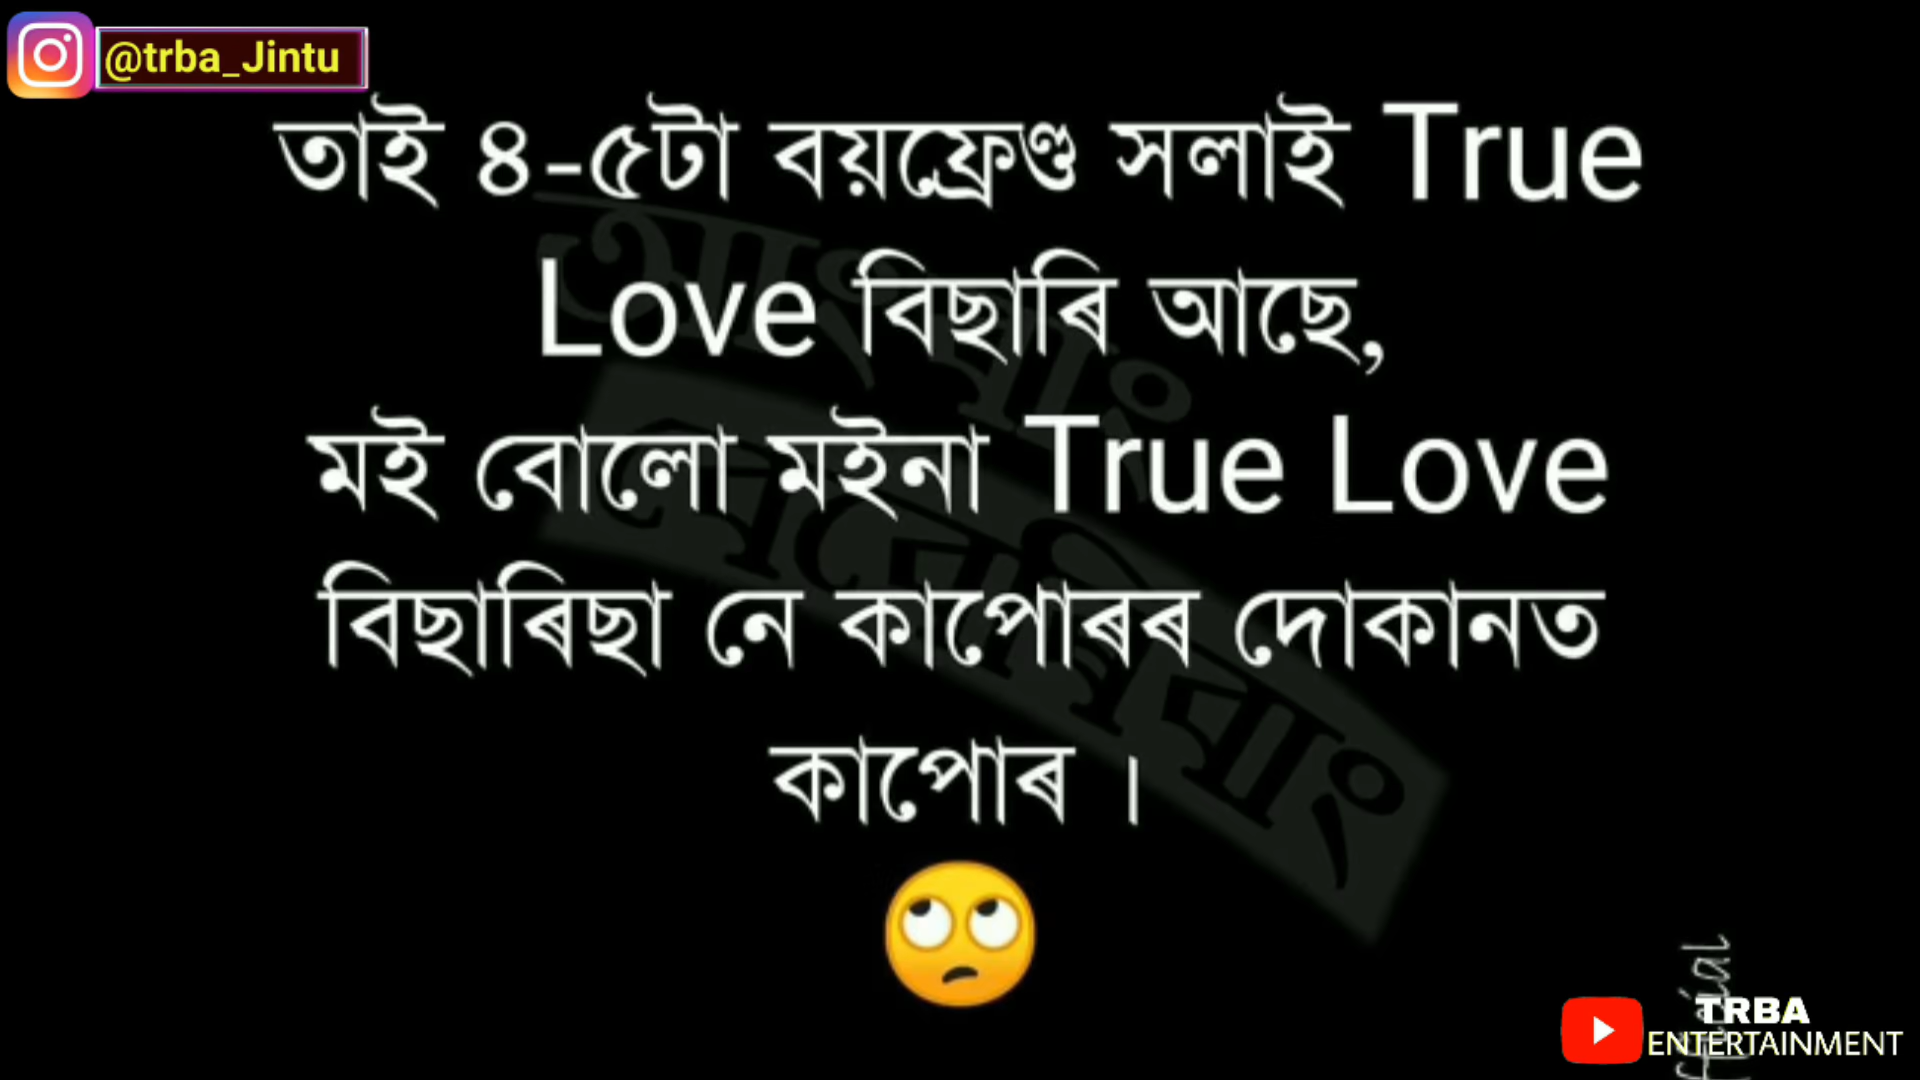 @trba_Jintu
তাই ৪-৫টা বয়ফ্ৰেণ্ড সলাই True
Love বিছাৰি আছে,
মই বোলো মইনা True Love
বিছাৰিছা নে কাপোৰৰ দোকানত
কাপোৰ ।
TRBA
ENTERTAINMENT